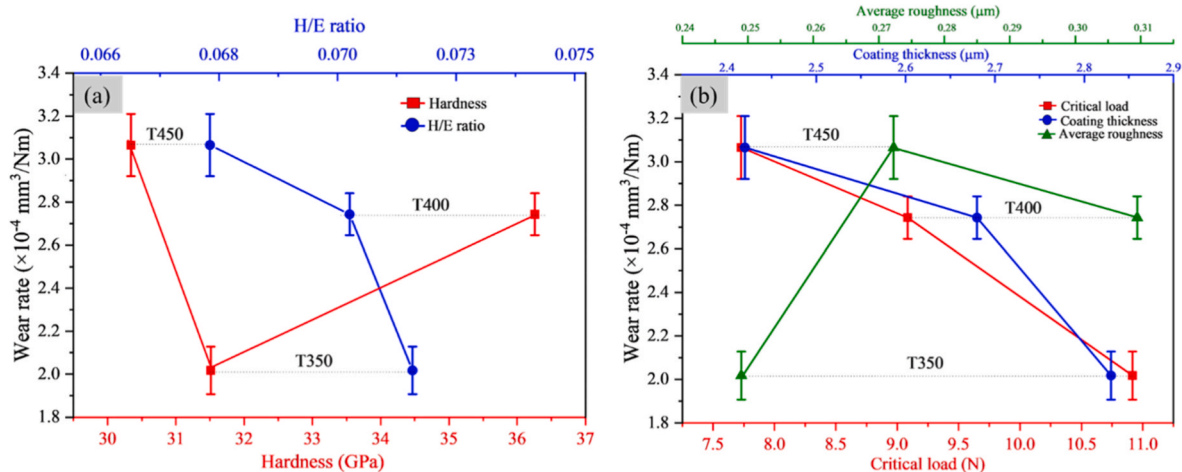 H/E ratio
0.066 0.068 0.070 0.073 0.075
3.4
3.2
3.0
2.8
2.6
2.4
2.2
2.0
1.8
Wear rate (×10⁻⁴ mm³/Nm)
(a)
Hardness
H/E ratio
T450
T400
T350
30 31 32 33 34 35 36 37
Hardness (GPa)
Average roughness (μm)
0.24 0.25 0.26 0.27 0.28 0.29 0.30 0.31
Coating thickness (μm)
2.4 2.5 2.6 2.7 2.8 2.9
3.4
3.2
3.0
2.8
2.6
2.4
2.2
2.0
1.8
Wear rate (×10⁻⁴ mm³/Nm)
(b)
Critical load
Coating thickness
Average roughness
T450
T400
T350
7.5 8.0 8.5 9.0 9.5 10.0 10.5 11.0
Critical load (N)